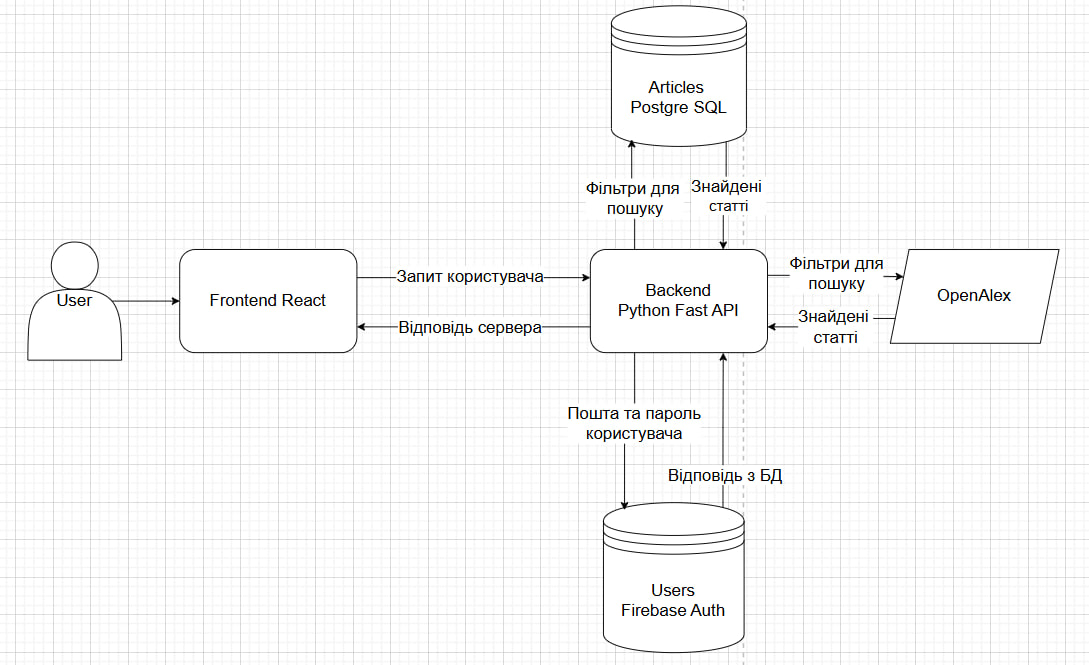 Articles
Postgre SQL
Фільтри для
пошуку
Знайдені
статті
User
Frontend React
Запит користувача
Відповідь сервера
Backend
Python Fast API
Фільтри для
пошуку
Знайдені
статті
OpenAlex
Пошта та пароль
користувача
Відповідь з БД
Users
Firebase Auth